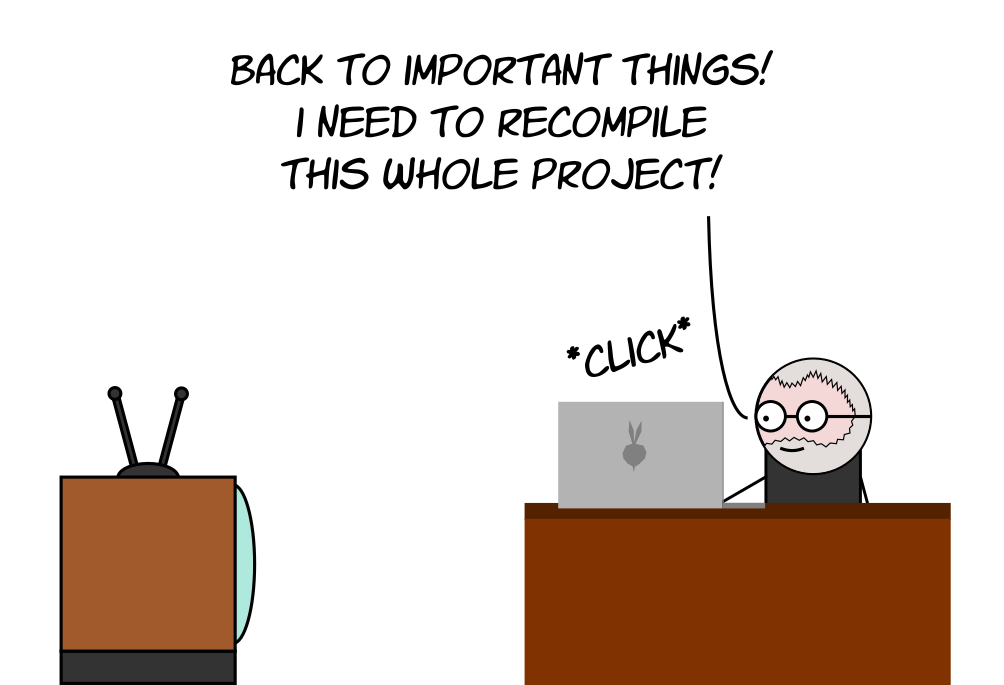 BACK TO IMPORTANT THINGS!
I NEED TO RECOMPILE
THIS WHOLE PROJECT!
*CLICK*